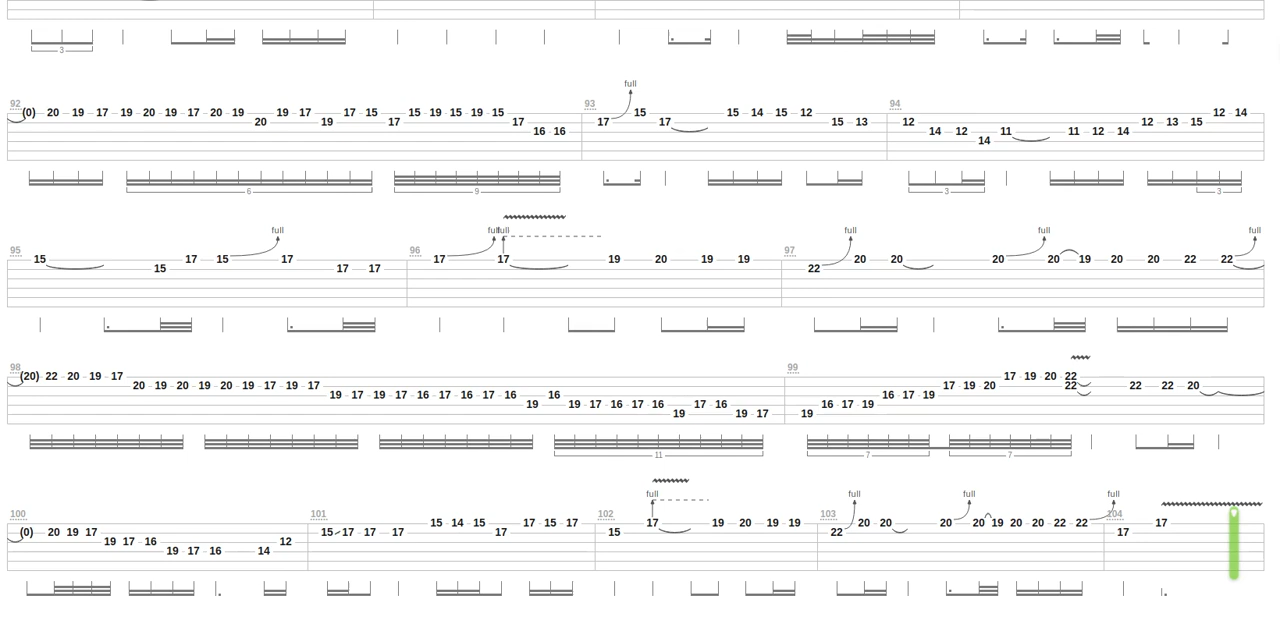 3
full
92 93 94
(0) 20 19 17 19 20 19 17 20 19 19 17 17 15 15 19 15 19 15 15 15 14 15 12 12 14
20 19 17 17 17 17 15 13 12 12 13 15
16 16 14 12 11 11 12 14
14
6 9 3 3
full full full full full full
95 96 97
15 17 15 17 17 17 19 20 19 19 20 20 20 20 19 20 20 22 22
15 17 17 22
98 99
(20) 22 20 19 17 17 19 20 22
20 19 20 19 20 19 17 19 17 17 19 20 22 22 22 20
19 17 19 17 16 17 16 17 16 16 16 17 19
19 19 17 16 17 16 17 16 16 17 19
19 19 17 19
11 7 7
full full full full
100 101 102 103 104
15 14 15 17 15 17 17 19 20 19 19 20 20 20 20 19 20 20 22 22 17
(0) 20 19 17 15 17 17 17 17 15 22 17
19 17 16 12
19 17 16 14